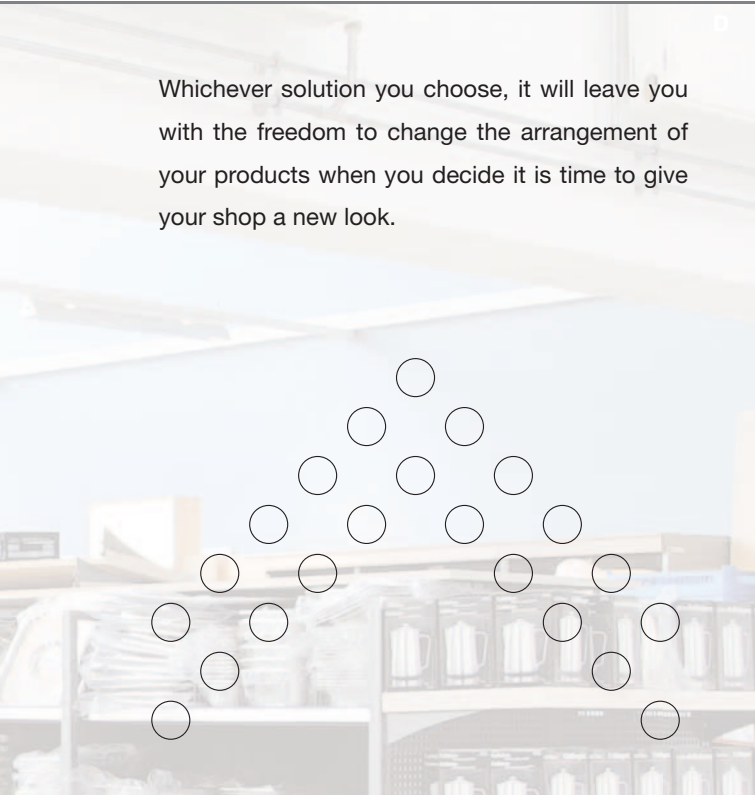 Whichever solution you choose, it will leave you
with the freedom to change the arrangement of
your products when you decide it is time to give
your shop a new look.